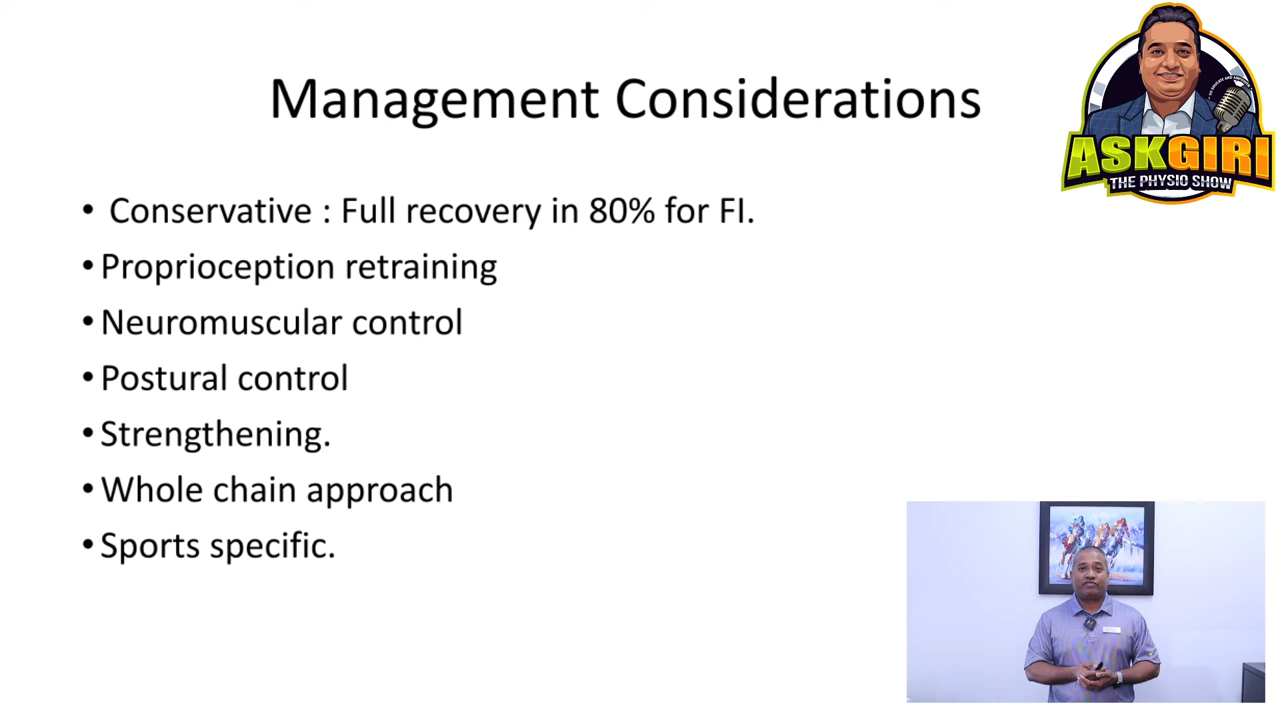 Management Considerations
ASKGIRI
THE PHYSIO SHOW
• Conservative : Full recovery in 80% for FI.
• Proprioception retraining
• Neuromuscular control
• Postural control
• Strengthening.
• Whole chain approach
• Sports specific.